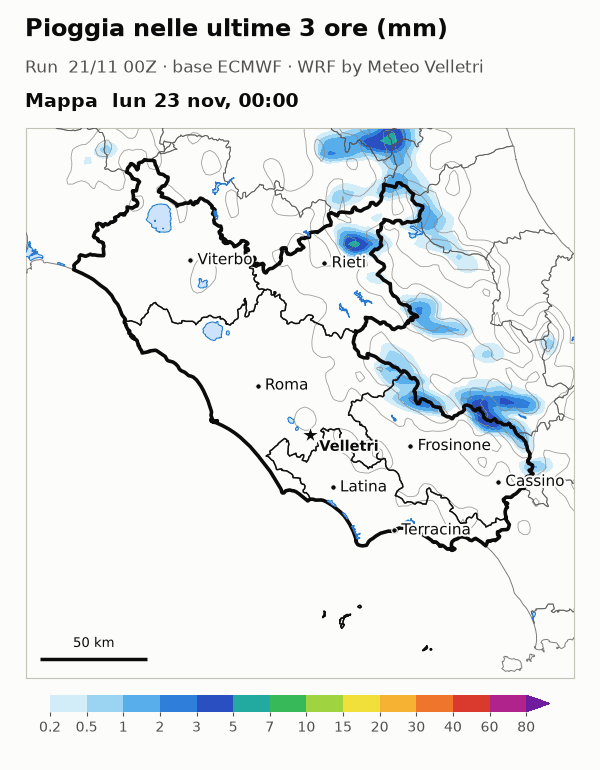 Pioggia nelle ultime 3 ore (mm)
Run  21/11 00Z · base ECMWF · WRF by Meteo Velletri
Mappa  lun 23 nov, 00:00
Viterbo
Rieti
Roma
Velletri
Frosinone
Latina
Cassino
Terracina
50 km
0.2 0.5 1 2 3 5 7 10 15 20 30 40 60 80